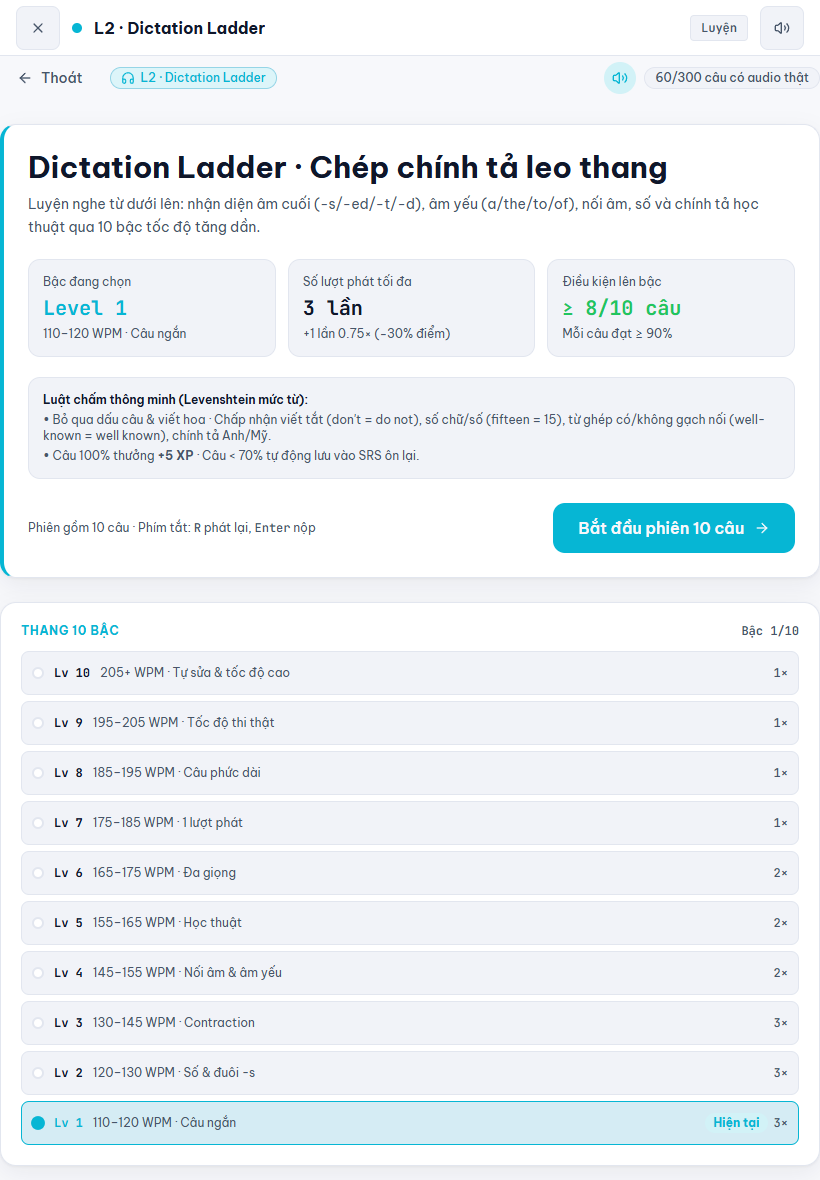 L2 · Dictation Ladder
Luyện
Thoát
L2 · Dictation Ladder
60/300 câu có audio thật
Dictation Ladder · Chép chính tả leo thang
Luyện nghe từ dưới lên: nhận diện âm cuối (-s/-ed/-t/-d), âm yếu (a/the/to/of), nối âm, số và chính tả học
thuật qua 10 bậc tốc độ tăng dần.
Bậc đang chọn
Level 1
110–120 WPM · Câu ngắn
Số lượt phát tối đa
3 lần
+1 lần 0.75× (−30% điểm)
Điều kiện lên bậc
≥ 8/10 câu
Mỗi câu đạt ≥ 90%
Luật chấm thông minh (Levenshtein mức từ):
• Bỏ qua dấu câu & viết hoa · Chấp nhận viết tắt (don't = do not), số chữ/số (fifteen = 15), từ ghép có/không gạch nối (well-
known = well known), chính tả Anh/Mỹ.
• Câu 100% thưởng +5 XP · Câu < 70% tự động lưu vào SRS ôn lại.
Phiên gồm 10 câu · Phím tắt: R phát lại, Enter nộp
Bắt đầu phiên 10 câu →
THANG 10 BẬC
Bậc 1/10
Lv 10 205+ WPM · Tự sửa & tốc độ cao 1×
Lv 9 195–205 WPM · Tốc độ thi thật 1×
Lv 8 185–195 WPM · Câu phức dài 1×
Lv 7 175–185 WPM · 1 lượt phát 1×
Lv 6 165–175 WPM · Đa giọng 2×
Lv 5 155–165 WPM · Học thuật 2×
Lv 4 145–155 WPM · Nối âm & âm yếu 2×
Lv 3 130–145 WPM · Contraction 3×
Lv 2 120–130 WPM · Số & đuôi -s 3×
Lv 1 110–120 WPM · Câu ngắn Hiện tại 3×